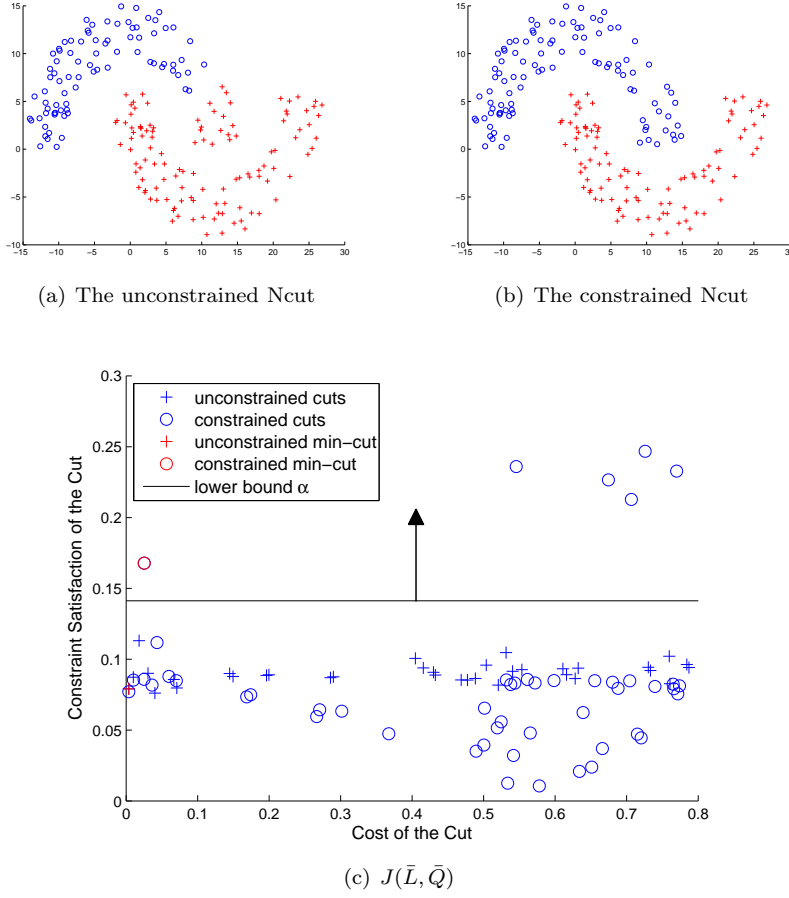 15
10
5
0
−5
−10
−15 −10 −5 0 5 10 15 20 25 30
(a) The unconstrained Ncut
15
10
5
0
−5
−10
−15 −10 −5 0 5 10 15 20 25 30
(b) The constrained Ncut
0.3
0.25
0.2
0.15
0.1
0.05
0
Constraint Satisfaction of the Cut
unconstrained cuts
constrained cuts
unconstrained min−cut
constrained min−cut
lower bound α
0 0.1 0.2 0.3 0.4 0.5 0.6 0.7 0.8
Cost of the Cut
(c) J(L̄, Q̄)